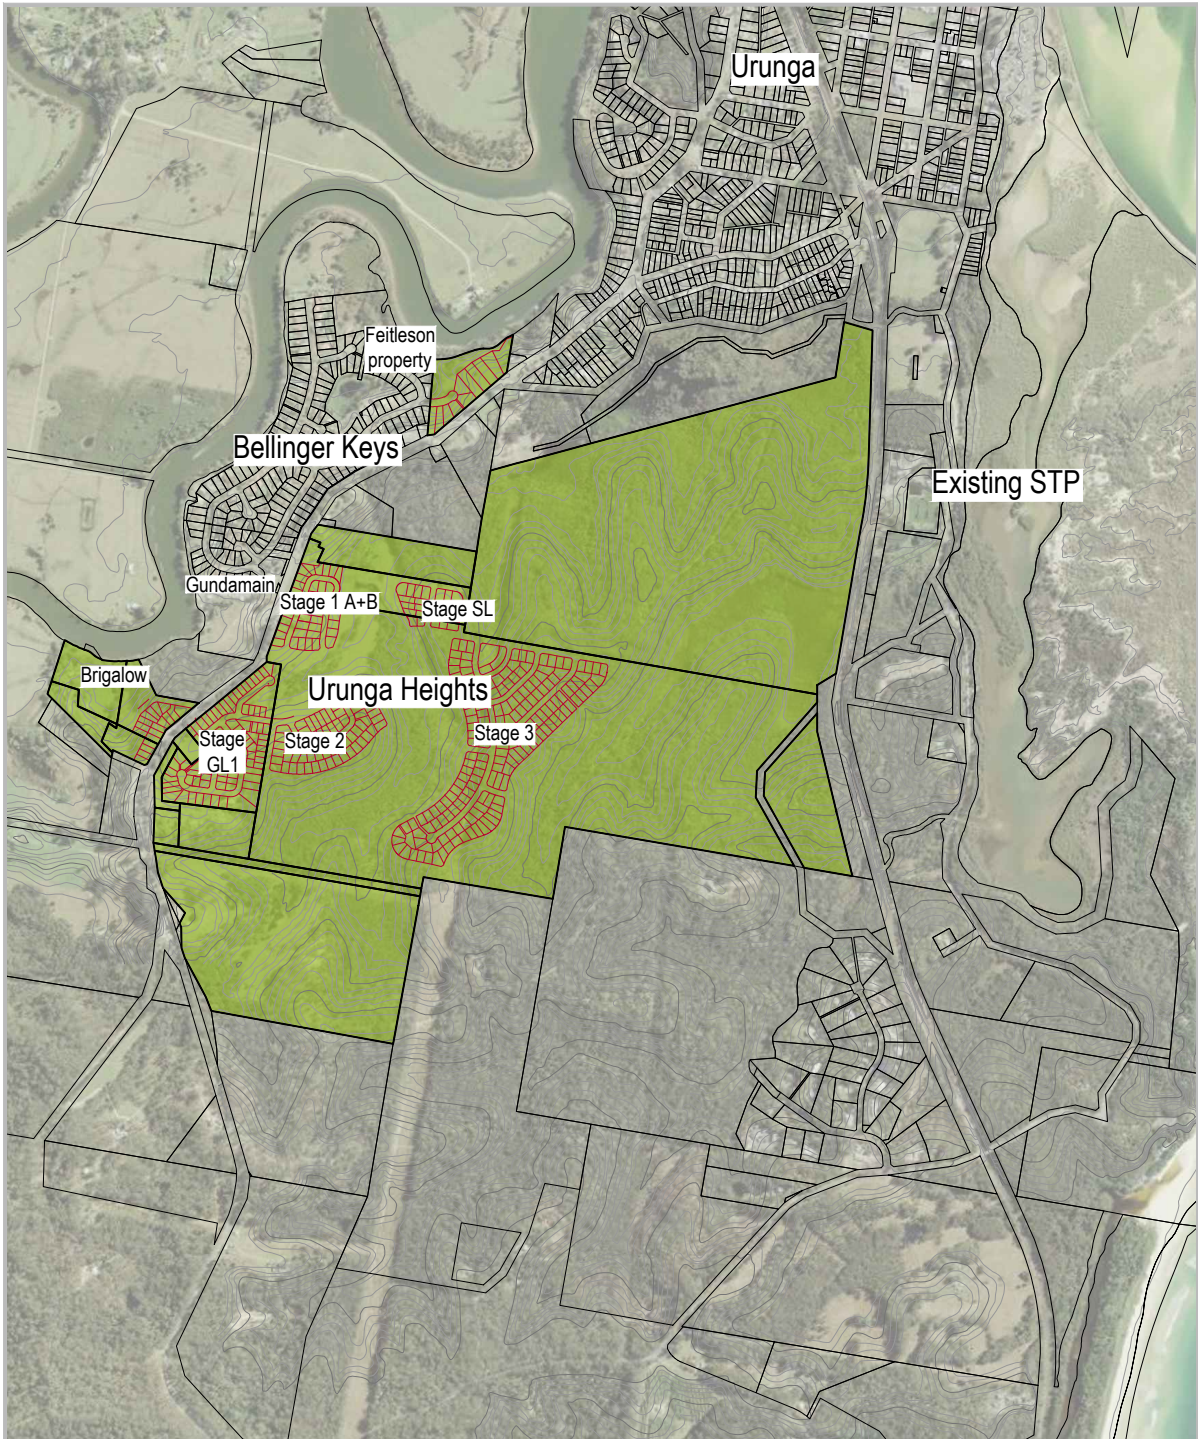 Urunga
Feitleson
property
Bellinger Keys
Existing STP
Gundamain
Stage 1 A+B
Stage SL
Brigalow
Urunga Heights
Stage
GL1
Stage 2
Stage 3